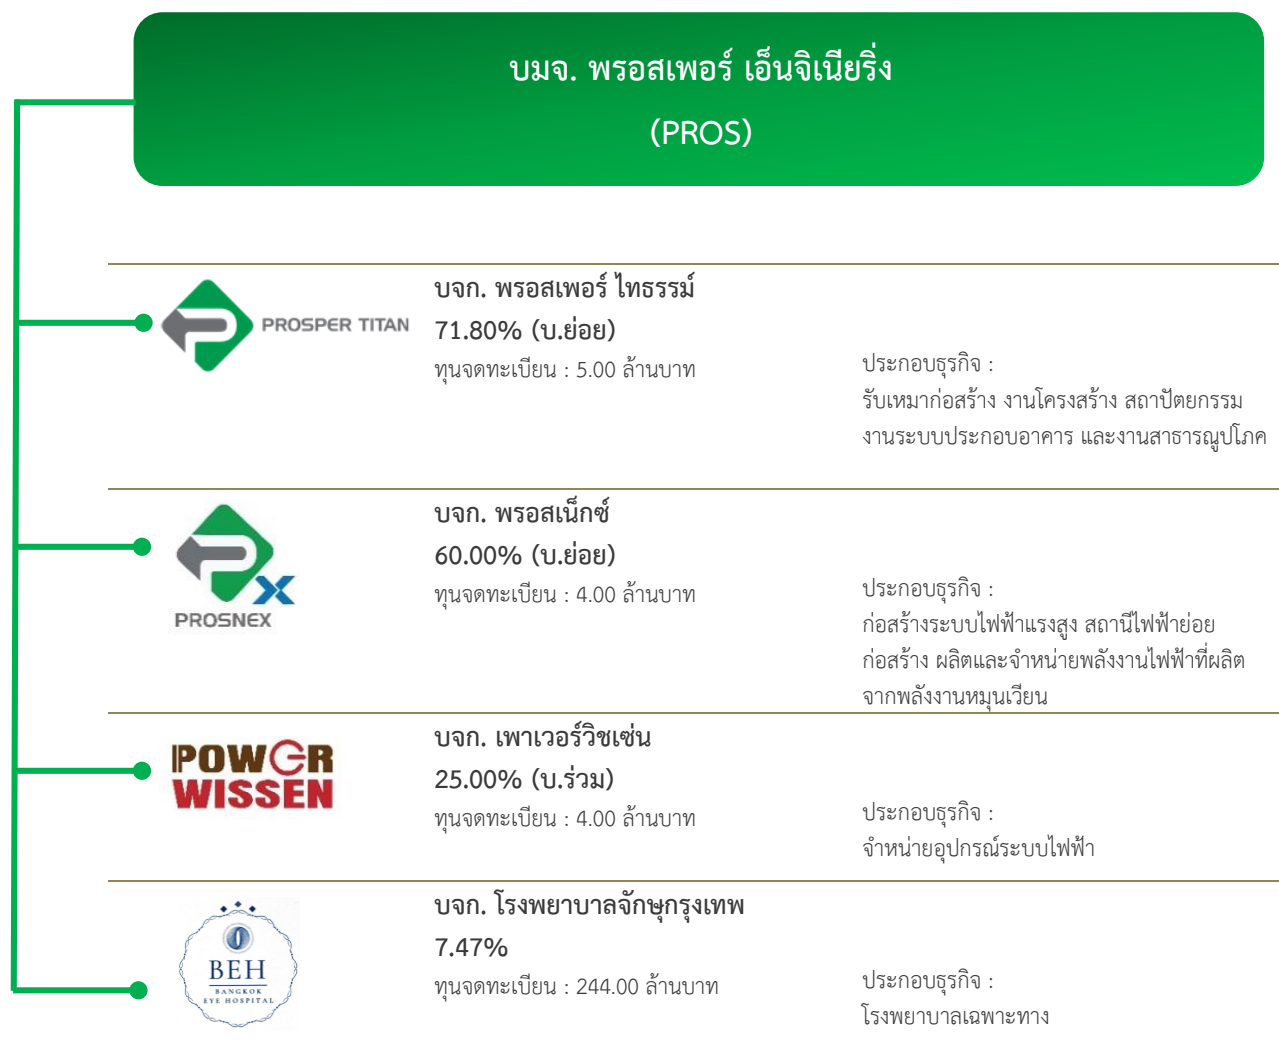 บมจ. พรอสเพอร์ เอ็นจิเนียริ่ง
(PROS)
PROSPER TITAN
บจก. พรอสเพอร์ ไทธรรม์
71.80% (บ.ย่อย)
ทุนจดทะเบียน : 5.00 ล้านบาท
ประกอบธุรกิจ :
รับเหมาก่อสร้าง งานโครงสร้าง สถาปัตยกรรม
งานระบบประกอบอาคาร และงานสาธารณูปโภค
PROSNEX
บจก. พรอสเน็กซ์
60.00% (บ.ย่อย)
ทุนจดทะเบียน : 4.00 ล้านบาท
ประกอบธุรกิจ :
ก่อสร้างระบบไฟฟ้าแรงสูง สถานีไฟฟ้าย่อย
ก่อสร้าง ผลิตและจำหน่ายพลังงานไฟฟ้าที่ผลิต
จากพลังงานหมุนเวียน
POWER
WISSEN
บจก. เพาเวอร์วิซเซ่น
25.00% (บ.ร่วม)
ทุนจดทะเบียน : 4.00 ล้านบาท
ประกอบธุรกิจ :
จำหน่ายอุปกรณ์ระบบไฟฟ้า
BEH
BANGKOK
EYE HOSPITAL
บจก. โรงพยาบาลจักษุกรุงเทพ
7.47%
ทุนจดทะเบียน : 244.00 ล้านบาท
ประกอบธุรกิจ :
โรงพยาบาลเฉพาะทาง